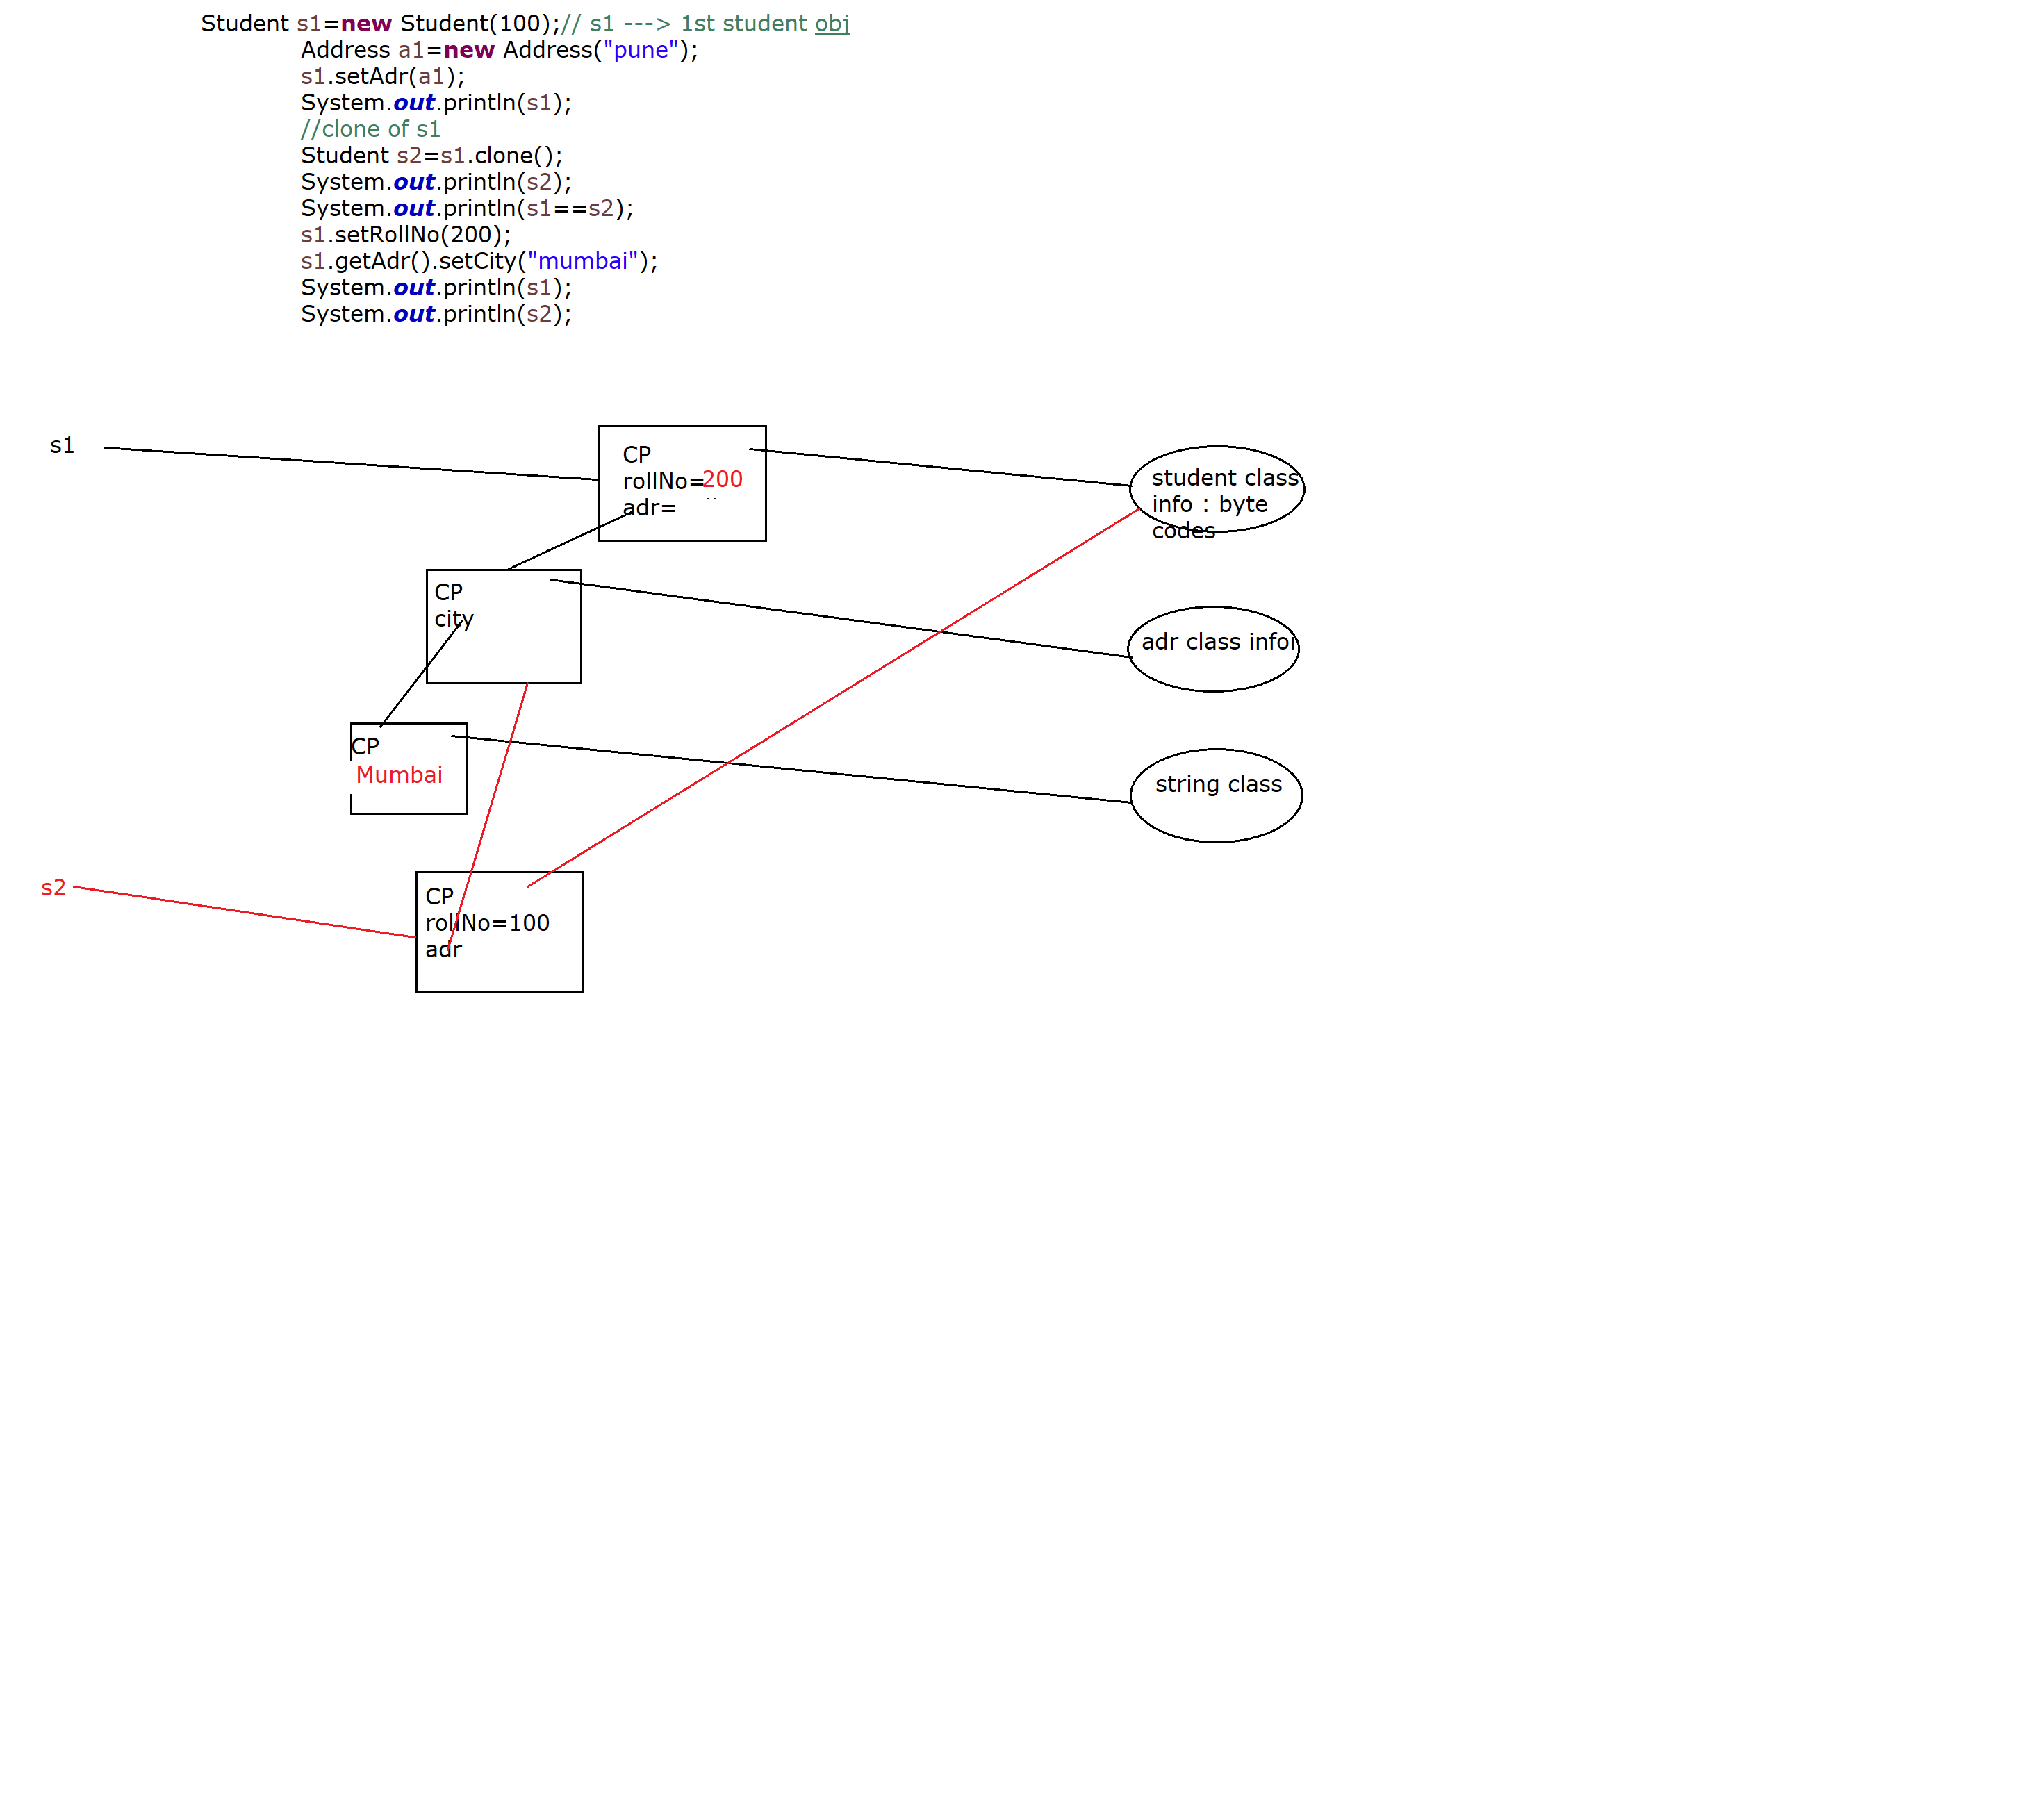 Student s1=new Student(100);// s1 ---> 1st student obj
Address a1=new Address("pune");
s1.setAdr(a1);
System.out.println(s1);
//clone of s1
Student s2=s1.clone();
System.out.println(s2);
System.out.println(s1==s2);
s1.setRollNo(200);
s1.getAdr().setCity("mumbai");
System.out.println(s1);
System.out.println(s2);
s1
CP
rollNo=200
adr=
student class
info : byte
codes
CP
city
adr class infoi
CP
Mumbai
string class
s2
CP
rollNo=100
adr